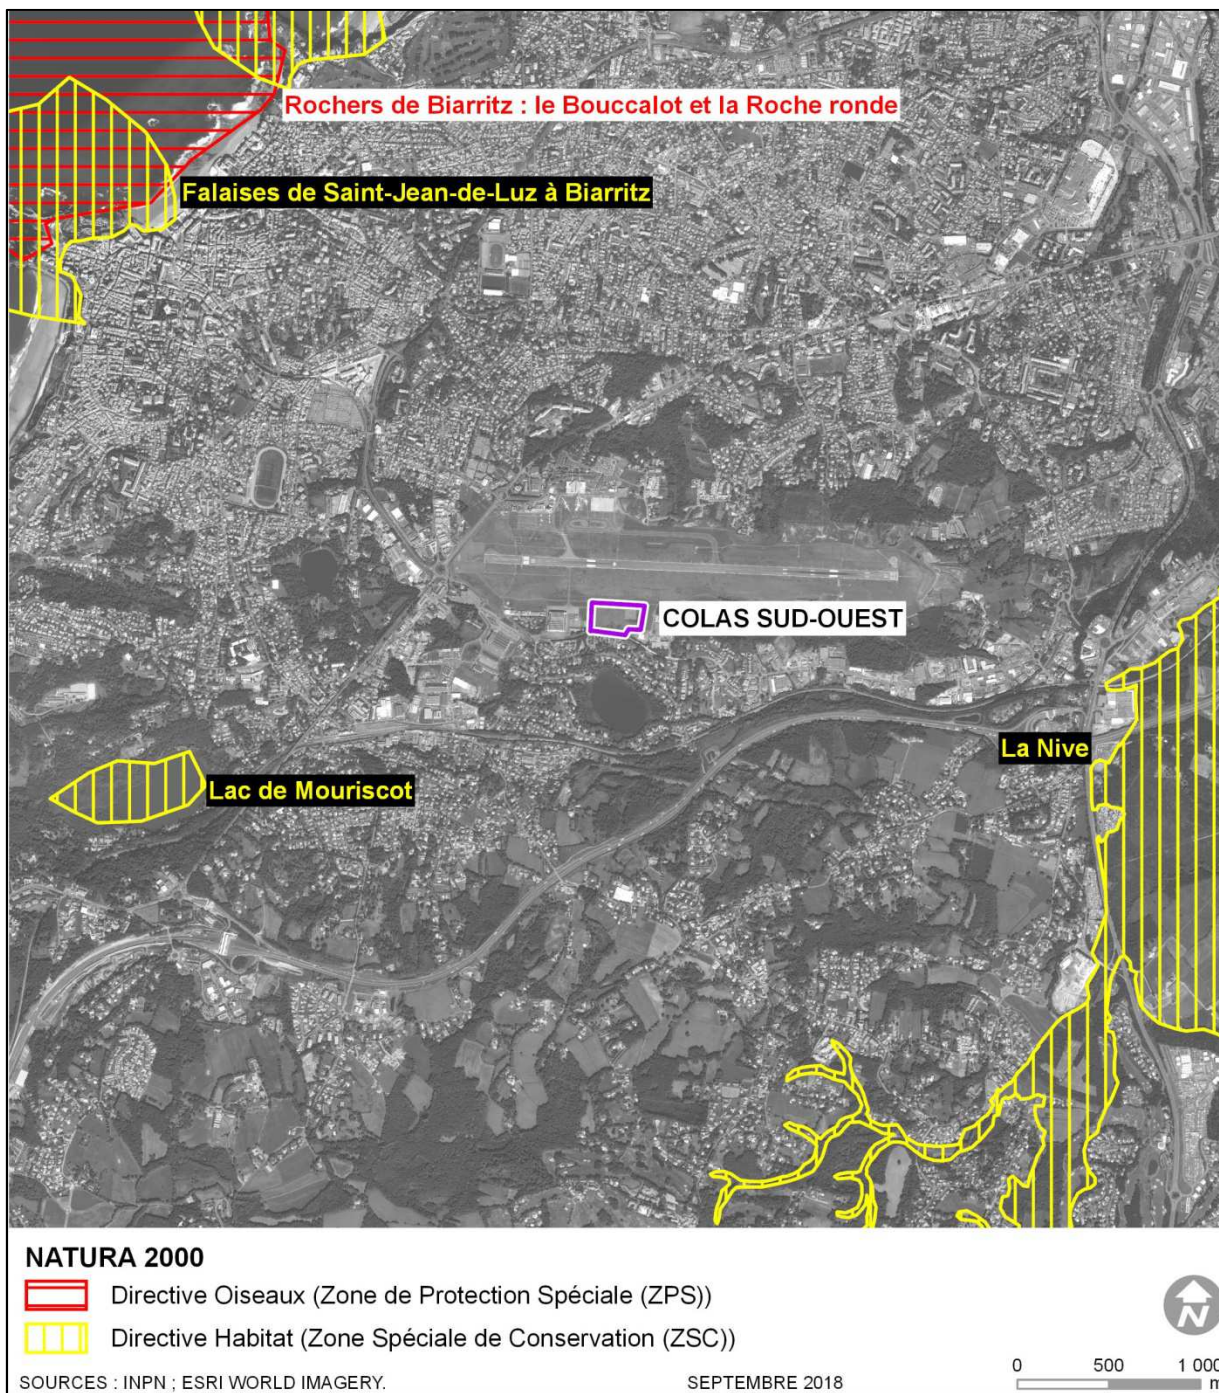 Rochers de Biarritz : le Bouccalot et la Roche ronde
Falaises de Saint-Jean-de-Luz à Biarritz
COLAS SUD-OUEST
La Nive
Lac de Mouriscot
NATURA 2000
Directive Oiseaux (Zone de Protection Spéciale (ZPS))
Directive Habitat (Zone Spéciale de Conservation (ZSC))
N
0 500 1 000
m
SOURCES : INPN ; ESRI WORLD IMAGERY. SEPTEMBRE 2018